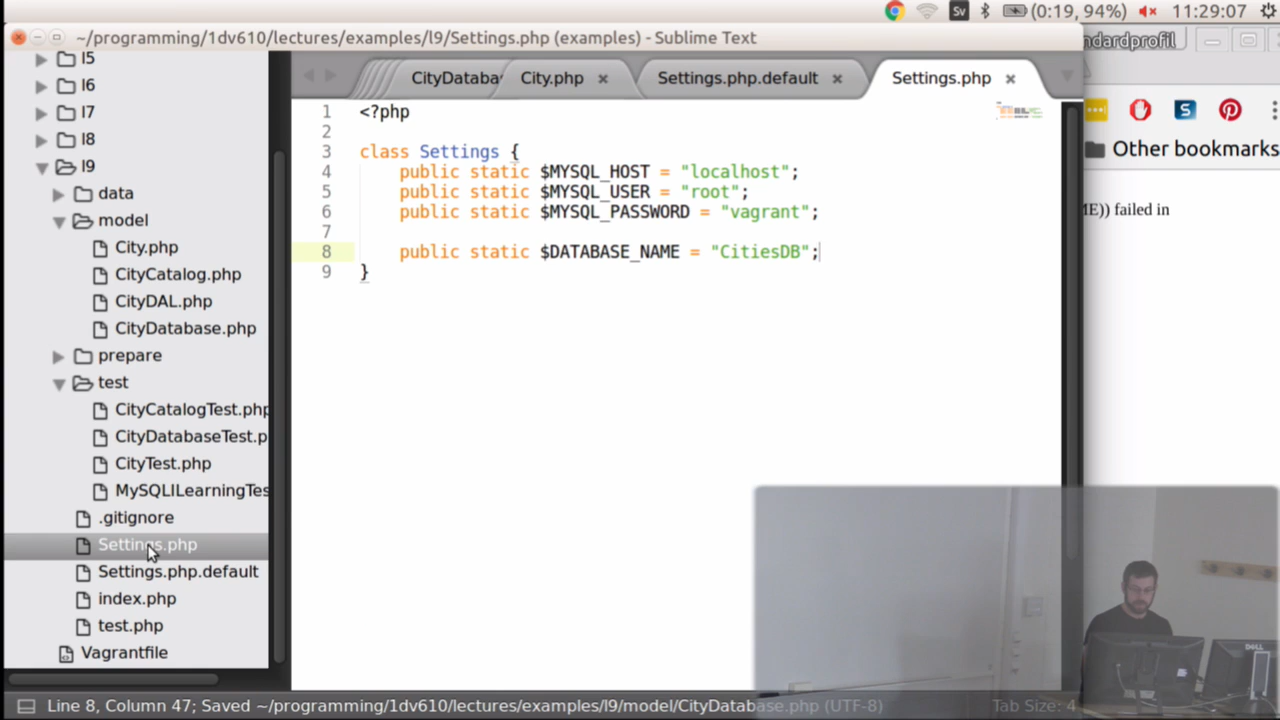 Sv
(0:19, 94%)
11:29:07
~/programming/1dv610/lectures/examples/l9/Settings.php (examples) - Sublime Text
ndardprofil
l5
l6
l7
l8
l9
data
model
City.php
CityCatalog.php
CityDAL.php
CityDatabase.php
prepare
test
CityCatalogTest.php
CityDatabaseTest.p
CityTest.php
MySQLILearningTes
.gitignore
Settings.php
Settings.php.default
index.php
test.php
Vagrantfile
CityDataba
City.php ×
Settings.php.default ×
Settings.php ×
1 <?php
2
3 class Settings {
4 public static $MYSQL_HOST = "localhost";
5 public static $MYSQL_USER = "root";
6 public static $MYSQL_PASSWORD = "vagrant";
7
8 public static $DATABASE_NAME = "CitiesDB";
9 }
Other bookmarks
ME)) failed in
DELL
Line 8, Column 47; Saved ~/programming/1dv610/lectures/examples/l9/model/CityDatabase.php (UTF-8)
Tab Size: 4